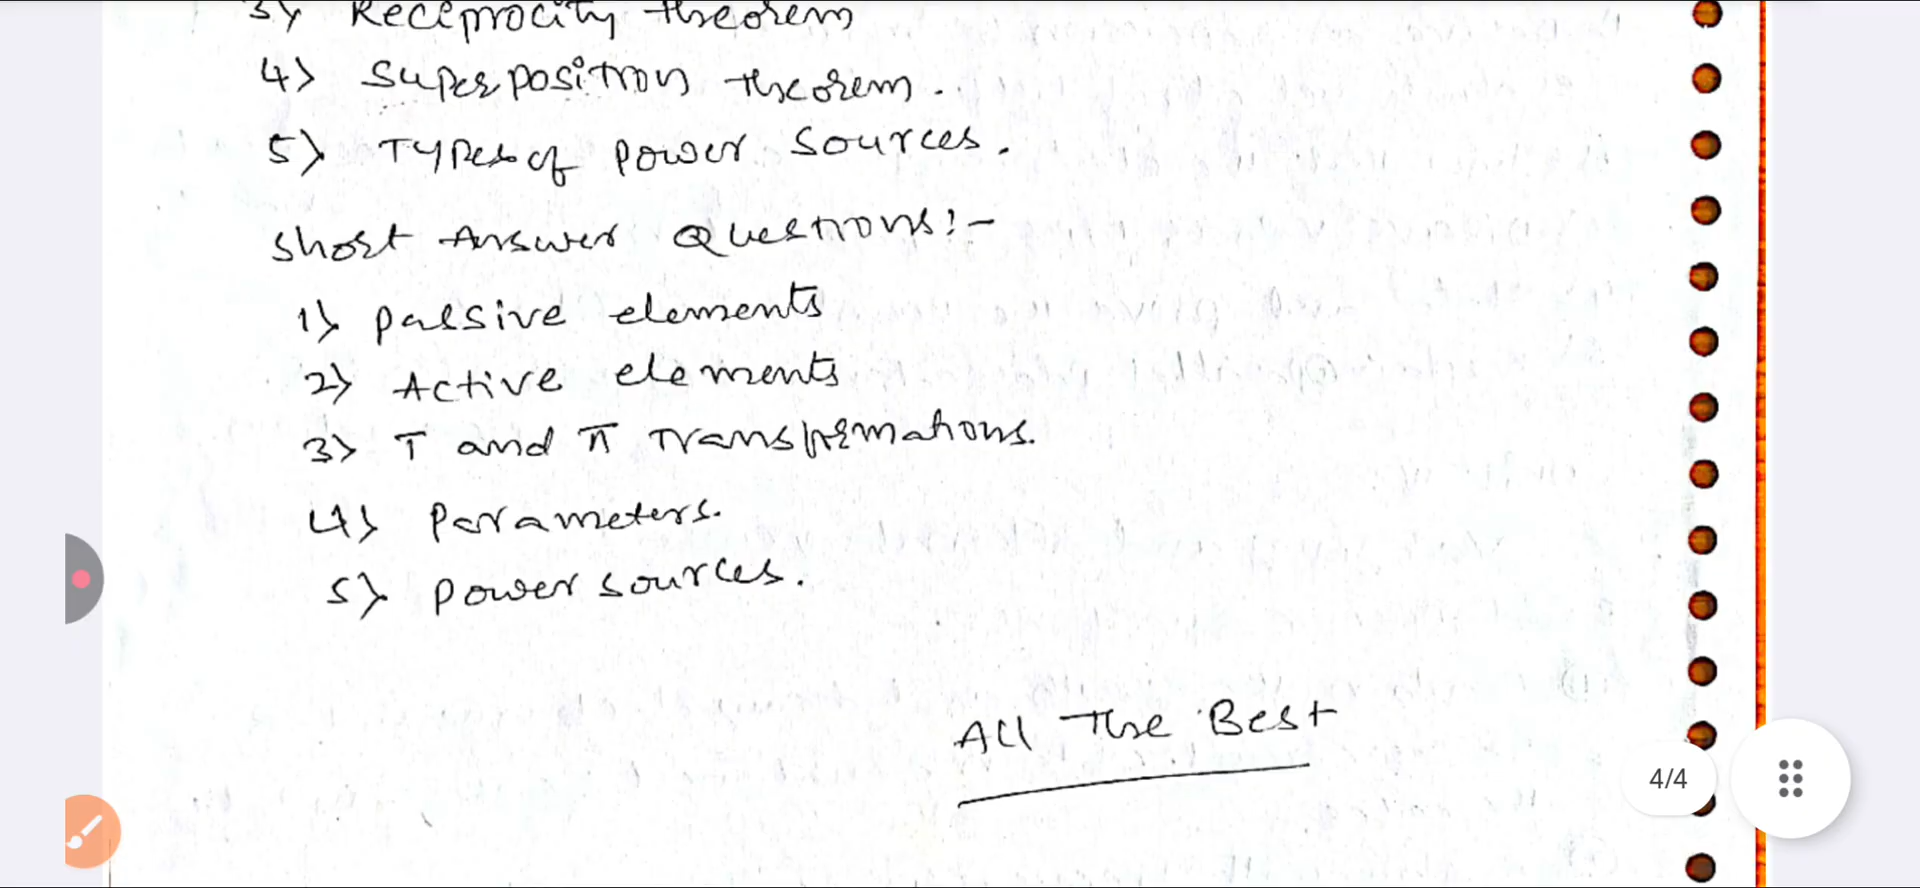 3) Reciprocity theorem
4) Superposition theorem.
5) Types of power sources.
Short Answer Questions:-
1) passive elements
2) Active elements
3) T and π Transformations.
4) Parameters.
5) power sources.
All The Best
4/4